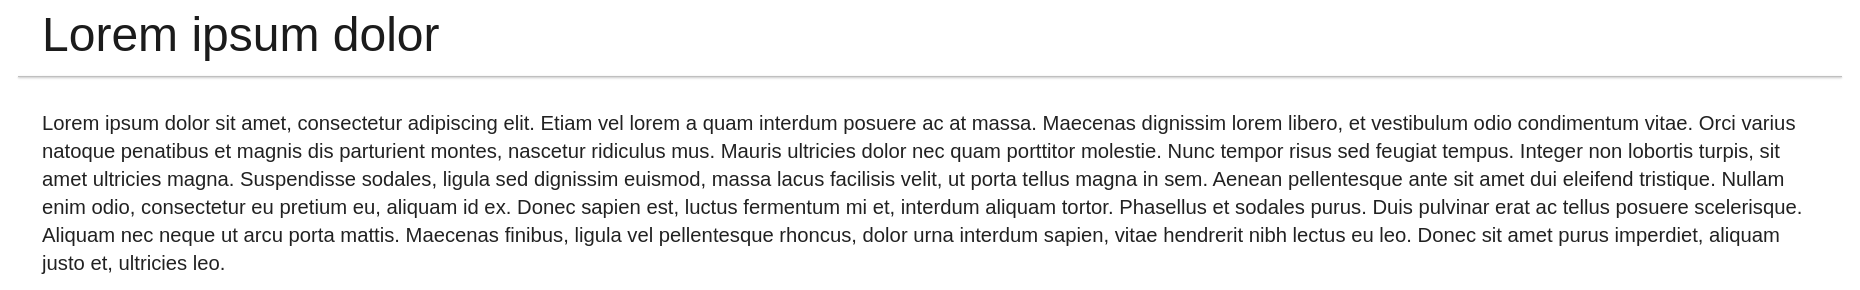 Lorem ipsum dolor
Lorem ipsum dolor sit amet, consectetur adipiscing elit. Etiam vel lorem a quam interdum posuere ac at massa. Maecenas dignissim lorem libero, et vestibulum odio condimentum vitae. Orci varius
natoque penatibus et magnis dis parturient montes, nascetur ridiculus mus. Mauris ultricies dolor nec quam porttitor molestie. Nunc tempor risus sed feugiat tempus. Integer non lobortis turpis, sit
amet ultricies magna. Suspendisse sodales, ligula sed dignissim euismod, massa lacus facilisis velit, ut porta tellus magna in sem. Aenean pellentesque ante sit amet dui eleifend tristique. Nullam
enim odio, consectetur eu pretium eu, aliquam id ex. Donec sapien est, luctus fermentum mi et, interdum aliquam tortor. Phasellus et sodales purus. Duis pulvinar erat ac tellus posuere scelerisque.
Aliquam nec neque ut arcu porta mattis. Maecenas finibus, ligula vel pellentesque rhoncus, dolor urna interdum sapien, vitae hendrerit nibh lectus eu leo. Donec sit amet purus imperdiet, aliquam
justo et, ultricies leo.